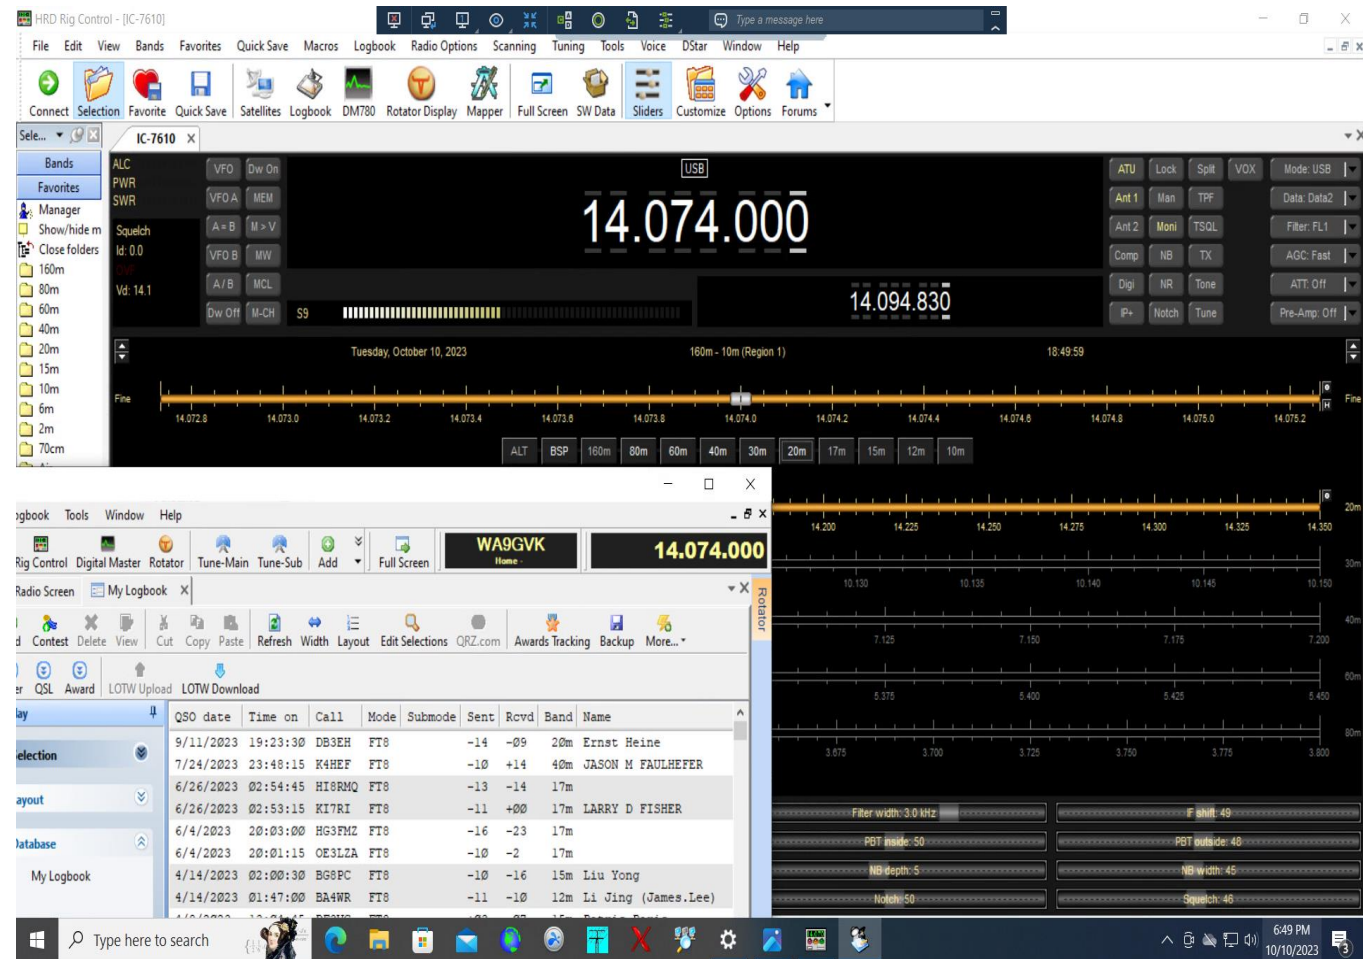 HRD Rig Control - [IC-7610]
Type a message here
File Edit View Bands Favorites Quick Save Macros Logbook Radio Options Scanning Tuning Tools Voice DStar Window Help
Connect Selection Favorite Quick Save Satellites Logbook DM780 Rotator Display Mapper Full Screen SW Data Sliders Customize Options Forums
Sele...
IC-7610
Bands
Favorites
Manager
Show/hide m
Close folders
160m
80m
60m
40m
20m
15m
10m
6m
2m
70cm
ALC
PWR
SWR
Squelch
Id: 0.0
Vd: 14.1
VFO Dw On
VFO A MEM
A = B M > V
VFO B MW
A / B MCL
Dw Off M-CH
USB
14.074.000
S9
14.094.830
ATU Lock Split VOX Mode: USB
Ant 1 Man TPF Data: Data2
Ant 2 Moni TSQL Filter: FL1
Comp NB TX AGC: Fast
Digi NR Tone ATT: Off
IP+ Notch Tune Pre-Amp: Off
Tuesday, October 10, 2023 160m - 10m (Region 1) 18:49:59
Fine Fine
14.072.8 14.073.0 14.073.2 14.073.4 14.073.6 14.073.8 14.074.0 14.074.2 14.074.4 14.074.6 14.074.8 14.075.0 14.075.2
ALT BSP 160m 80m 60m 40m 30m 20m 17m 15m 12m 10m
20m
14.200 14.225 14.250 14.275 14.300 14.325 14.350
30m
10.130 10.135 10.140 10.145 10.150
40m
7.125 7.150 7.175 7.200
60m
5.375 5.400 5.425 5.450
80m
3.675 3.700 3.725 3.750 3.775 3.800
Filter width: 3.0 kHz IF shift: 49
PBT inside: 50 PBT outside: 48
NB depth: 5 NB width: 45
Notch: 50 Squelch: 46
ogbook Tools Window Help
Rig Control Digital Master Rotator Tune-Main Tune-Sub Add Full Screen
WA9GVK
Home -
14.074.000
Radio Screen My Logbook
Rotator
d Contest Delete View Cut Copy Paste Refresh Width Layout Edit Selections QRZ.com Awards Tracking Backup More...
er QSL Award LOTW Upload LOTW Download
lay
election
ayout
Database
My Logbook
QSO date Time on Call Mode Submode Sent Rcvd Band Name
9/11/2023 19:23:30 DB3EH FT8 -14 -09 20m Ernst Heine
7/24/2023 23:48:15 K4HEF FT8 -10 +14 40m JASON M FAULHEFER
6/26/2023 02:54:45 HI8RMQ FT8 -13 -14 17m
6/26/2023 02:53:15 KI7RI FT8 -11 +00 17m LARRY D FISHER
6/4/2023 20:03:00 HG3FMZ FT8 -16 -23 17m
6/4/2023 20:01:15 OE3LZA FT8 -10 -2 17m
4/14/2023 02:00:30 BG8PC FT8 -10 -16 15m Liu Yong
4/14/2023 01:47:00 BA4WR FT8 -11 -10 12m Li Jing (James.Lee)
Type here to search
6:49 PM
10/10/2023
3